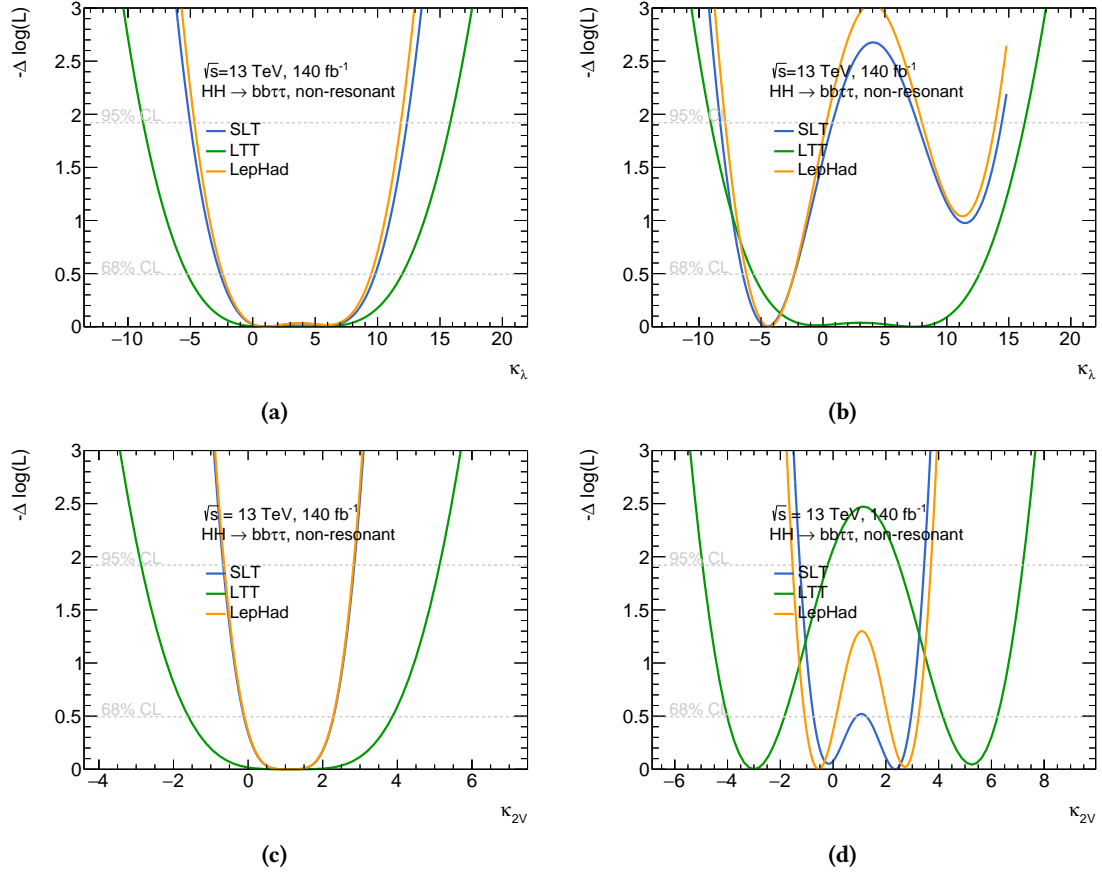 -Δ log(L)
3
2.5
2
1.5
1
0.5
0
√s=13 TeV, 140 fb⁻¹
HH → bbττ, non-resonant
95% CL
SLT
LTT
LepHad
68% CL
−10 −5 0 5 10 15 20
κλ
(a)
-Δ log(L)
3
2.5
2
1.5
1
0.5
0
√s=13 TeV, 140 fb⁻¹
HH → bbττ, non-resonant
95% CL
SLT
LTT
LepHad
68% CL
−10 −5 0 5 10 15 20
κλ
(b)
-Δ log(L)
3
2.5
2
1.5
1
0.5
0
√s = 13 TeV, 140 fb⁻¹
HH → bbττ, non-resonant
95% CL
SLT
LTT
LepHad
68% CL
−4 −2 0 2 4 6
κ2V
(c)
-Δ log(L)
3
2.5
2
1.5
1
0.5
0
√s = 13 TeV, 140 fb⁻¹
HH → bbττ, non-resonant
95% CL
SLT
LTT
LepHad
68% CL
−6 −4 −2 0 2 4 6 8
κ2V
(d)